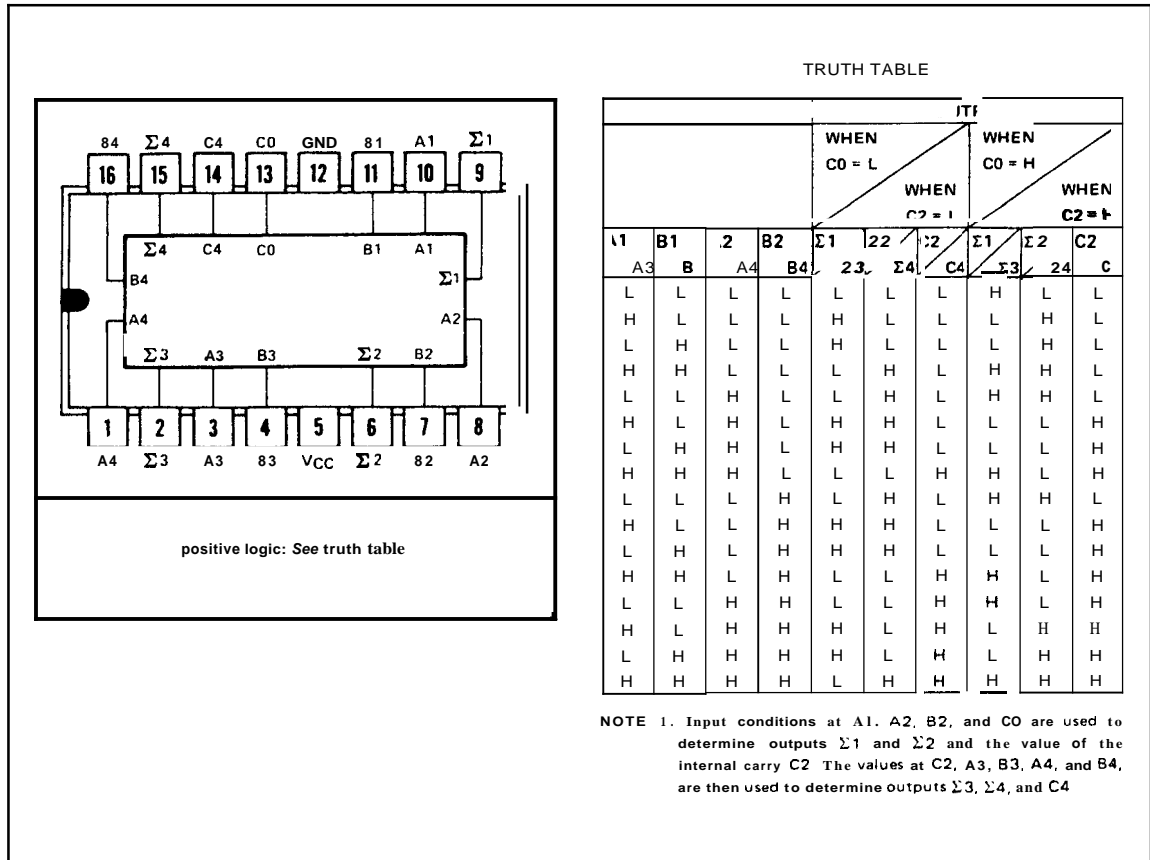 TRUTH TABLE
84 Σ4 C4 C0 GND 81 A1 Σ1
16 15 14 13 12 11 10 9
Σ4 C4 C0 B1 A1
B4 Σ1
A4 A2
Σ3 A3 B3 Σ2 B2
1 2 3 4 5 6 7 8
A4 Σ3 A3 83 VCC Σ2 82 A2
positive logic: See truth table
WHEN WHEN
C0 = L C0 = H
WHEN WHEN
C2 =
B1 .2 B2 Σ1 22 Σ1 Σ2 C2
A3 B A4 B4 23 Σ4 C4 Σ3 24 C
L L L L L L L H L L
H L L L H L L L H L
L H L L H L L L H L
H H L L L H L H H L
L L H L L H L H H L
H L H L H H L L L H
L H H L H H L L L H
H H H L L L H H L H
L L L H L H L H H L
H L L H H H L L L H
L H L H H H L L L H
H H L H L L H H L H
L L H H L L H H L H
H L H H H L H L H H
L H H H H L H L H H
H H H H L H H H H H
NOTE 1. Input conditions at A1. A2, B2, and C0 are used to
determine outputs Σ1 and Σ2 and the value of the
internal carry C2 The values at C2, A3, B3, A4, and B4,
are then used to determine outputs Σ3, Σ4, and C4